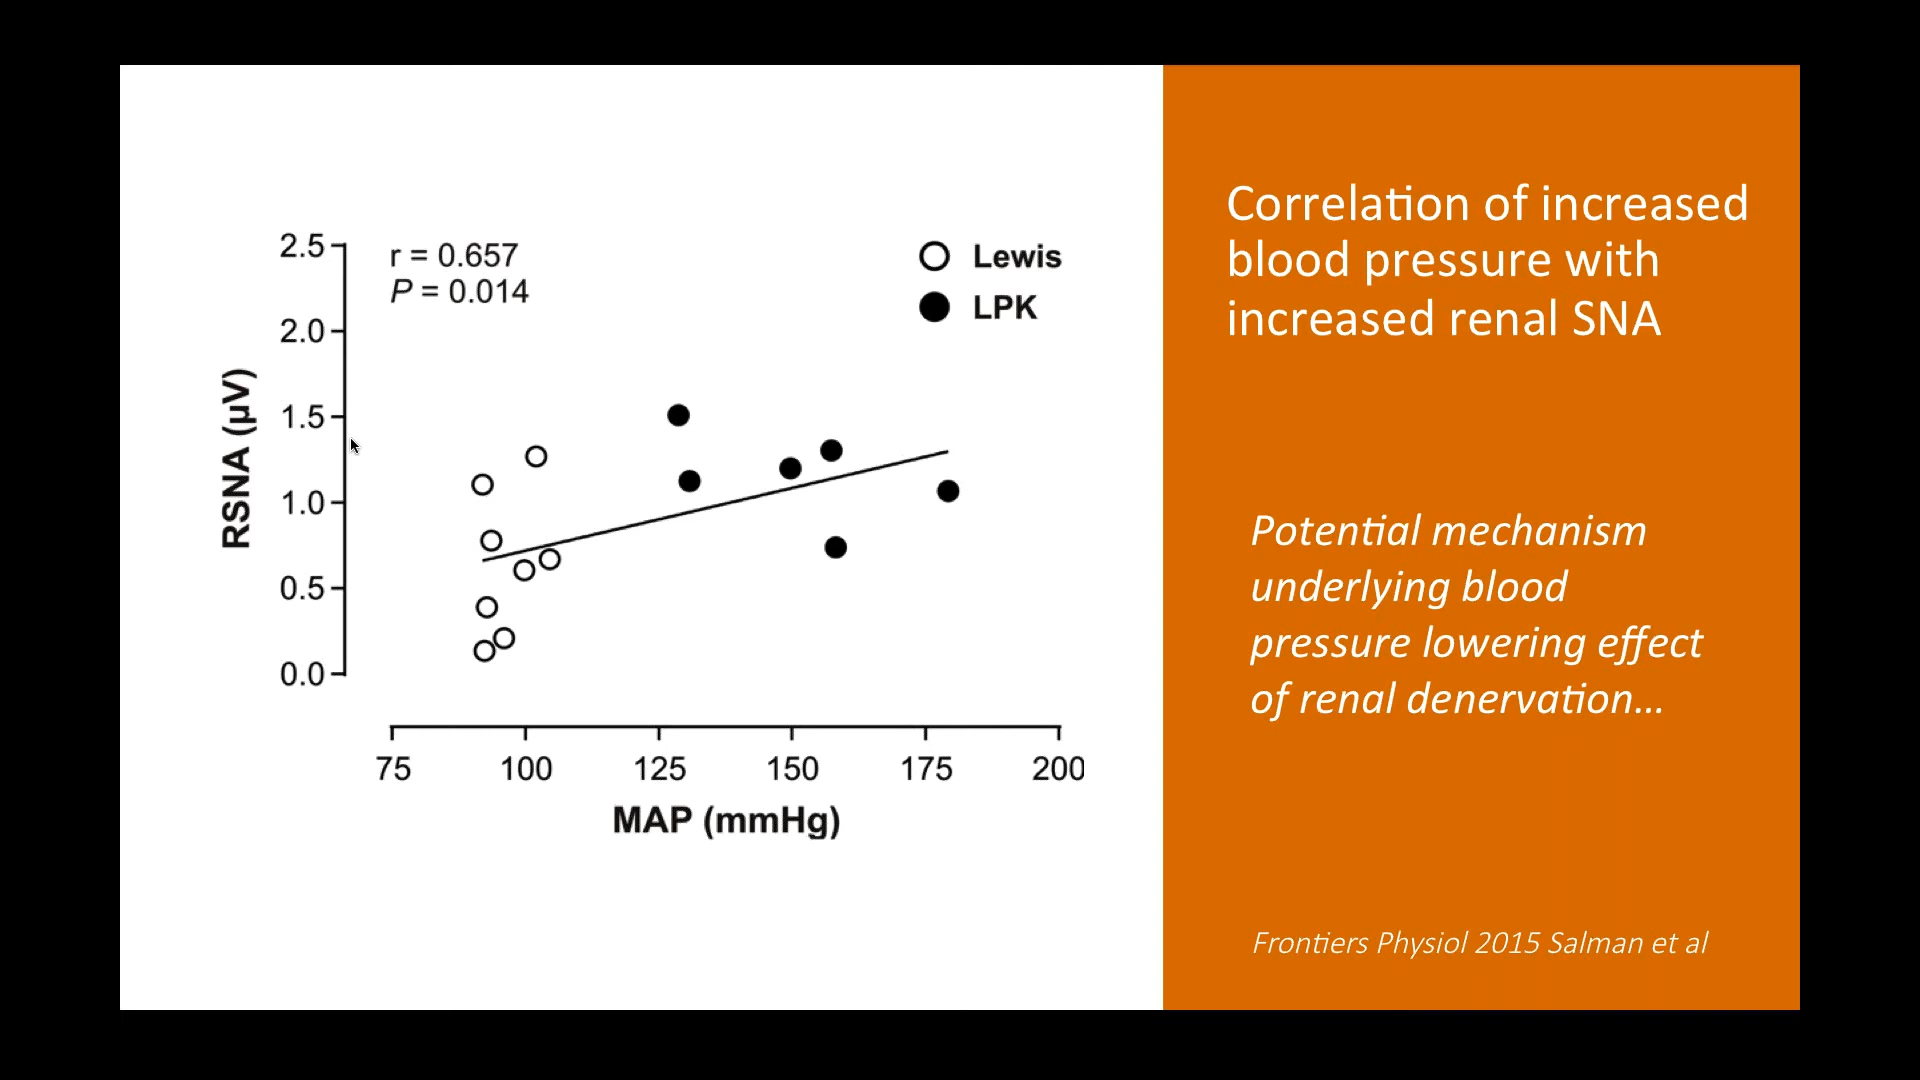 Correlation of increased
blood pressure with
increased renal SNA
2.5
r = 0.657
P = 0.014
Lewis
LPK
2.0
1.5
1.0
0.5
0.0
RSNA (µV)
75 100 125 150 175 200
MAP (mmHg)
Potential mechanism
underlying blood
pressure lowering effect
of renal denervation...
Frontiers Physiol 2015 Salman et al